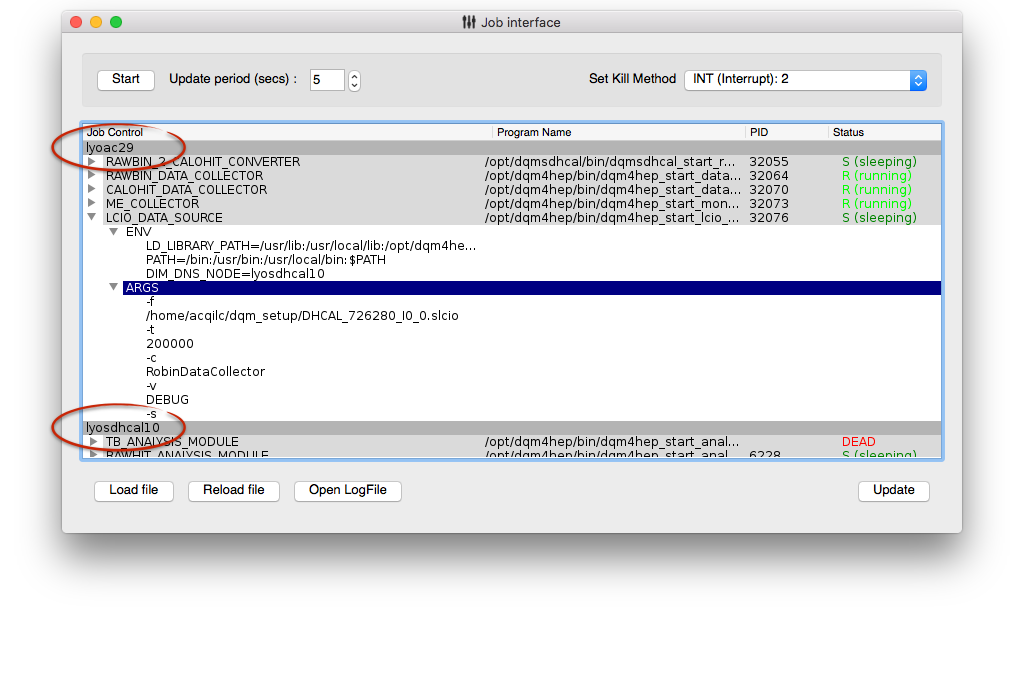 Job interface
Start Update period (secs) : 5 Set Kill Method INT (Interrupt): 2
Job Control Program Name PID Status
lyoac29
RAWBIN_2_CALOHIT_CONVERTER /opt/dqmsdhcal/bin/dqmsdhcal_start_r... 32055 S (sleeping)
RAWBIN_DATA_COLLECTOR /opt/dqm4hep/bin/dqm4hep_start_data... 32064 R (running)
CALOHIT_DATA_COLLECTOR /opt/dqm4hep/bin/dqm4hep_start_data... 32070 R (running)
ME_COLLECTOR /opt/dqm4hep/bin/dqm4hep_start_mon... 32073 R (running)
LCIO_DATA_SOURCE /opt/dqm4hep/bin/dqm4hep_start_lcio_... 32076 S (sleeping)
ENV
LD_LIBRARY_PATH=/usr/lib:/usr/local/lib:/opt/dqm4he...
PATH=/bin:/usr/bin:/usr/local/bin:$PATH
DIM_DNS_NODE=lyosdhcal10
ARGS
-f
/home/acqilc/dqm_setup/DHCAL_726280_I0_0.slcio
-t
200000
-c
RobinDataCollector
-v
DEBUG
-s
lyosdhcal10
TB_ANALYSIS_MODULE /opt/dqm4hep/bin/dqm4hep_start_anal... DEAD
RAWHIT_ANALYSIS_MODULE /opt/dqm4hep/bin/dqm4hep_start_anal... 6228 S (sleeping)
Load file Reload file Open LogFile Update